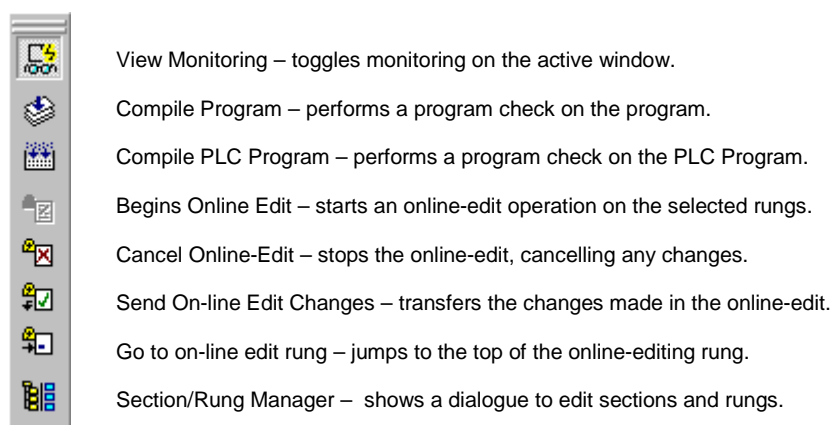 View Monitoring – toggles monitoring on the active window.
Compile Program – performs a program check on the program.
Compile PLC Program – performs a program check on the PLC Program.
Begins Online Edit – starts an online-edit operation on the selected rungs.
Cancel Online-Edit – stops the online-edit, cancelling any changes.
Send On-line Edit Changes – transfers the changes made in the online-edit.
Go to on-line edit rung – jumps to the top of the online-editing rung.
Section/Rung Manager –  shows a dialogue to edit sections and rungs.